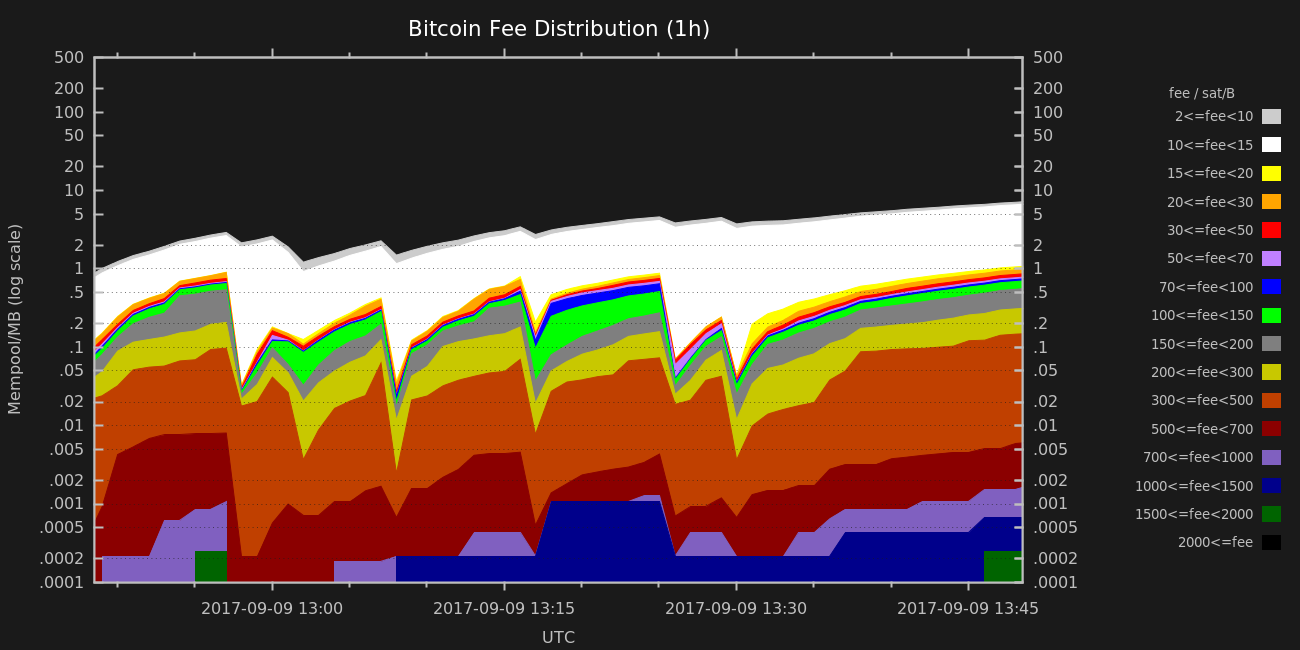 Bitcoin Fee Distribution (1h)
500
200
100
50
20
10
5
2
1
.5
.2
.1
.05
.02
.01
.005
.002
.001
.0005
.0002
.0001
Mempool/MB (log scale)
500
200
100
50
20
10
5
2
1
.5
.2
.1
.05
.02
.01
.005
.002
.001
.0005
.0002
.0001
2017-09-09 13:00
2017-09-09 13:15
2017-09-09 13:30
2017-09-09 13:45
UTC
fee / sat/B
2<=fee<10
10<=fee<15
15<=fee<20
20<=fee<30
30<=fee<50
50<=fee<70
70<=fee<100
100<=fee<150
150<=fee<200
200<=fee<300
300<=fee<500
500<=fee<700
700<=fee<1000
1000<=fee<1500
1500<=fee<2000
2000<=fee